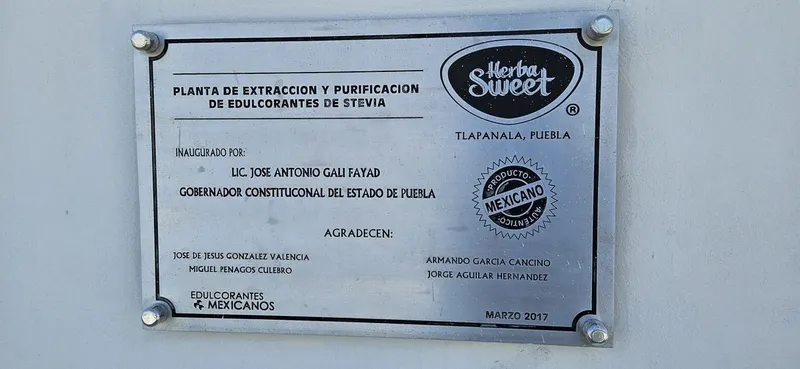 PLANTA DE EXTRACCION Y PURIFICACION
DE EDULCORANTES DE STEVIA
Herba
Sweet
®
TLAPANALA, PUEBLA
INAUGURADO POR:
LIC. JOSE ANTONIO GALI FAYAD
GOBERNADOR CONSTITUCONAL DEL ESTADO DE PUEBLA
PRODUCTO
MEXICANO
AUTÉNTICO
AGRADECEN:
JOSE DE JESUS GONZALEZ VALENCIA
MIGUEL PENAGOS CULEBRO
ARMANDO GARCIA CANCINO
JORGE AGUILAR HERNANDEZ
EDULCORANTES
MEXICANOS
MARZO 2017